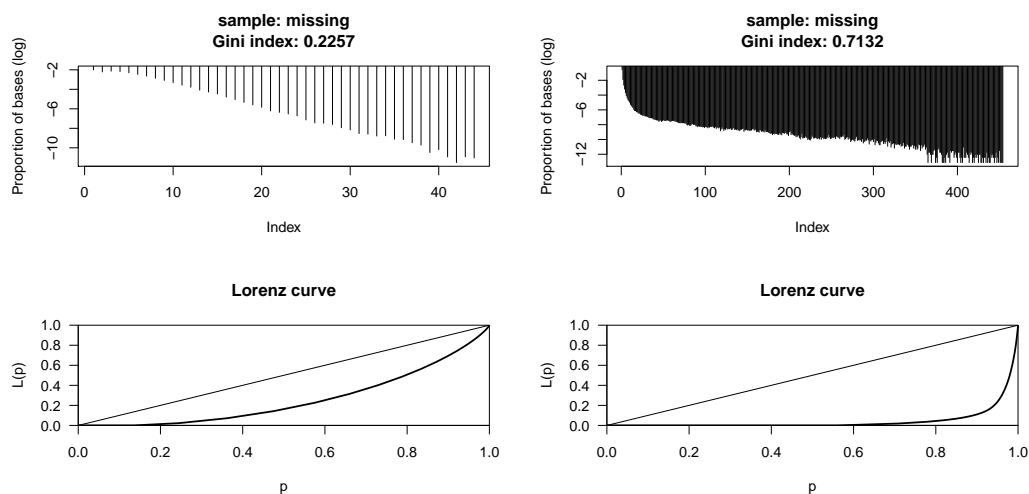 sample: missing
Gini index: 0.2257
Proportion of bases (log)
-2
-6
-10
0 10 20 30 40
Index
sample: missing
Gini index: 0.7132
Proportion of bases (log)
-2
-6
-12
0 100 200 300 400
Index
Lorenz curve
L(p)
1.0
0.8
0.6
0.4
0.2
0.0
0.0 0.2 0.4 0.6 0.8 1.0
p
Lorenz curve
L(p)
1.0
0.8
0.6
0.4
0.2
0.0
0.0 0.2 0.4 0.6 0.8 1.0
p